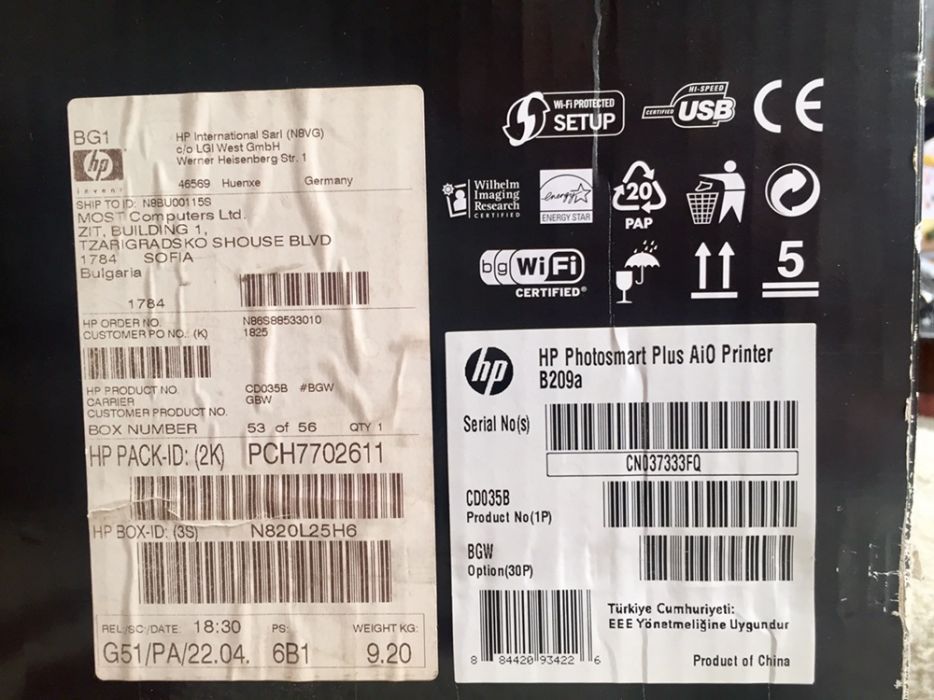 BG1
HP International Sarl (N8VG)
c/o LGI West GmbH
Werner Heisenberg Str. 1
hp
invent
46569 Huenxe Germany
SHIP TO ID: N8BU00115S
MOST Computers Ltd.
ZIT, BUILDING 1,
TZARIGRADSKO SHOUSE BLVD
1784 SOFIA
Bulgaria
1784
HP ORDER NO. N86S88533010
CUSTOMER PO NO.: (K) 1825
HP PRODUCT NO. CD035B #BGW
CARRIER GBW
CUSTOMER PRODUCT NO.
BOX NUMBER 53 of 56 QTY 1
HP PACK-ID: (2K) PCH7702611
HP BOX-ID: (3S) N820L25H6
REL:/SC:/DATE: 18:30 PS: WEIGHT KG:
G51/PA/22.04. 6B1 9.20
Wi-Fi PROTECTED
SETUP
HI-SPEED
CERTIFIED USB
CE
Wilhelm
Imaging
Research
CERTIFIED
energy
ENERGY STAR
20
PAP
bg WiFi
CERTIFIED®
5
hp
HP Photosmart Plus AiO Printer
B209a
Serial No(s)
CN037333FQ
CD035B
Product No(1P)
BGW
Option(30P)
Türkiye Cumhuriyeti:
EEE Yönetmeliğine Uygundur
8 84420 93422 6
Product of China